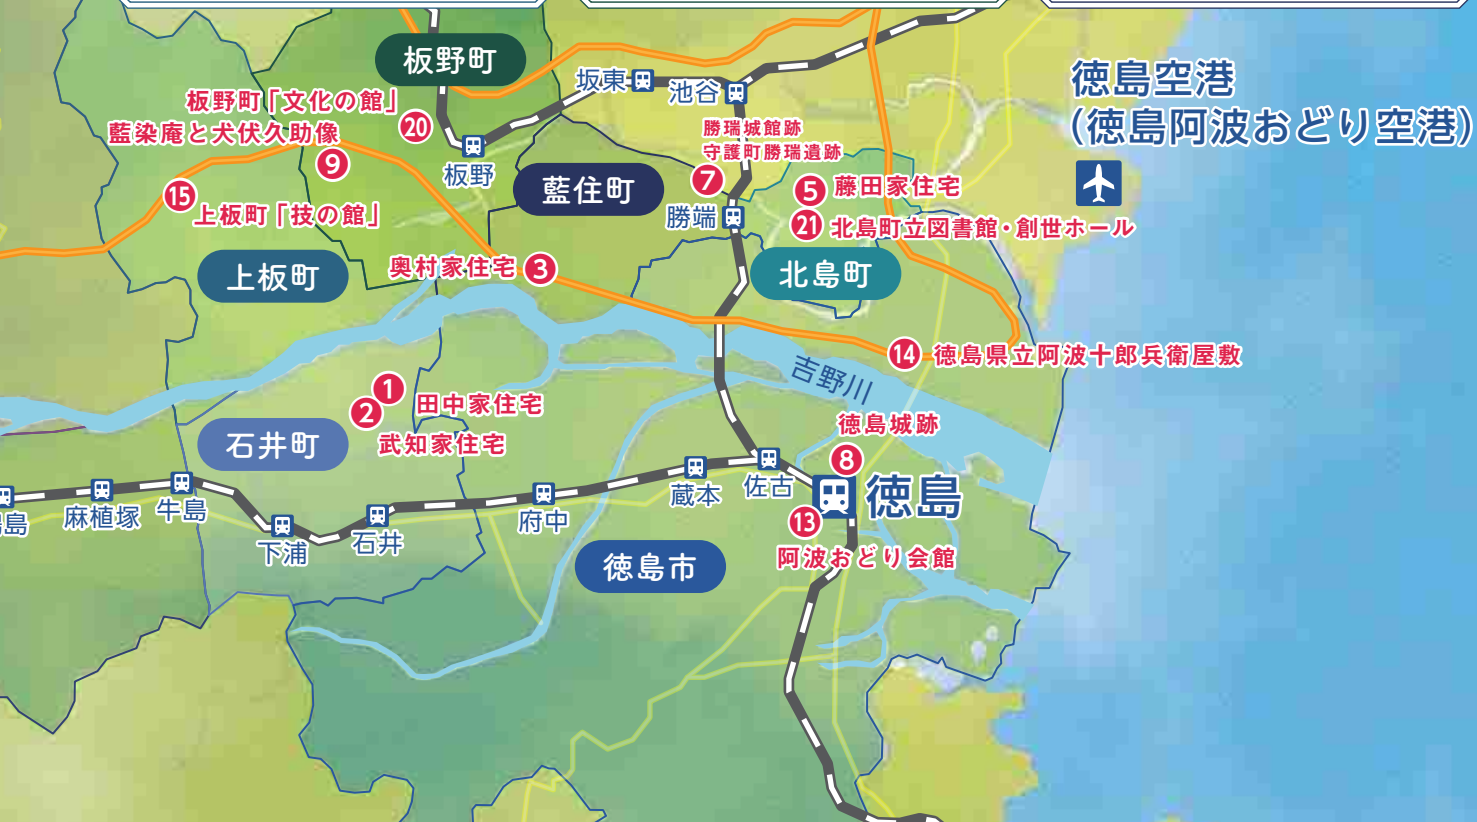 板野町
坂東
池谷
徳島空港
(徳島阿波おどり空港)
板野町「文化の館」
20
藍染庵と犬伏久助像
9
板野
勝瑞城館跡
守護町勝瑞遺跡
7
藍住町
15
上板町「技の館」
勝端
5
藤田家住宅
21
北島町立図書館・創世ホール
上板町
奥村家住宅
3
北島町
14
徳島県立阿波十郎兵衛屋敷
吉野川
1
田中家住宅
2
武知家住宅
石井町
徳島城跡
8
徳島
13
阿波おどり会館
島
麻植塚
牛島
下浦
石井
府中
蔵本
佐古
徳島市